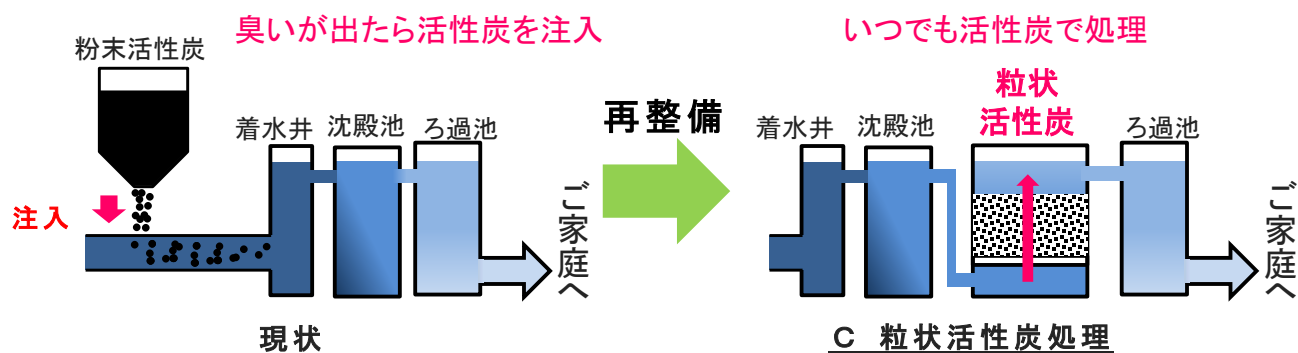 臭いが出たら活性炭を注入
粉末活性炭
注入
着水井
沈殿池
ろ過池
ご家庭へ
現状
再整備
いつでも活性炭で処理
粒状
活性炭
着水井
沈殿池
ろ過池
ご家庭へ
C 粒状活性炭処理